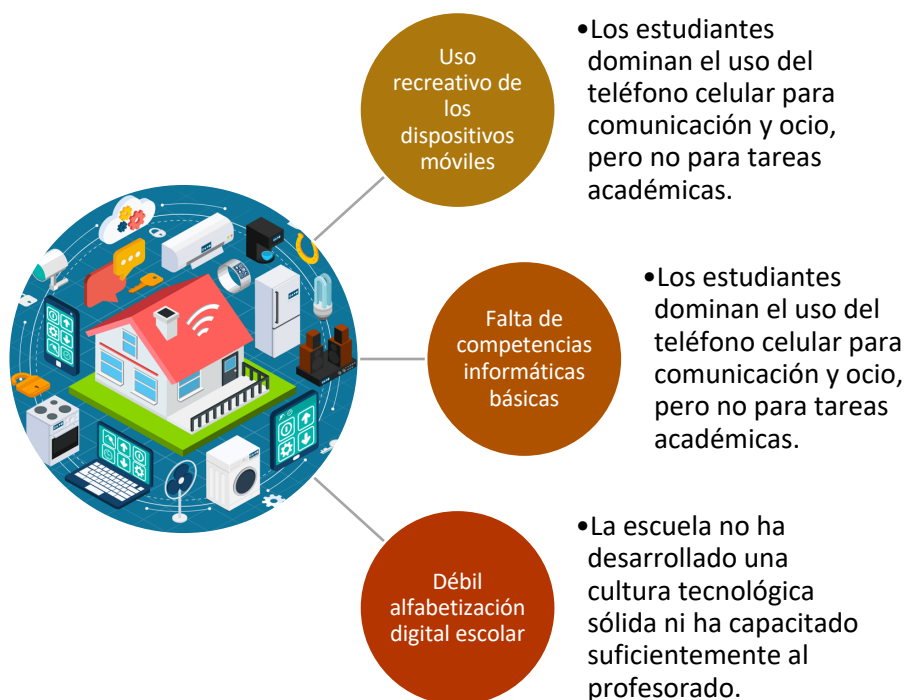 Uso
recreativo de
los
dispositivos
móviles
•Los estudiantes
dominan el uso del
teléfono celular para
comunicación y ocio,
pero no para tareas
académicas.
Falta de
competencias
informáticas
básicas
•Los estudiantes
dominan el uso del
teléfono celular para
comunicación y ocio,
pero no para tareas
académicas.
Débil
alfabetización
digital escolar
•La escuela no ha
desarrollado una
cultura tecnológica
sólida ni ha capacitado
suficientemente al
profesorado.